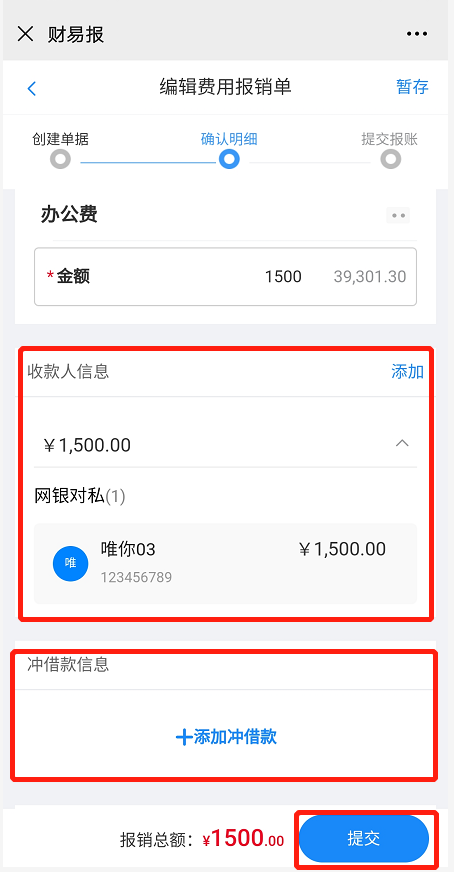 财易报
编辑费用报销单 暂存
创建单据 确认明细 提交报账
办公费
*金额 1500 39,301.30
收款人信息 添加
￥1,500.00
网银对私(1)
唯 唯你03 ￥1,500.00
123456789
冲借款信息
+添加冲借款
报销总额：¥1500.00 提交